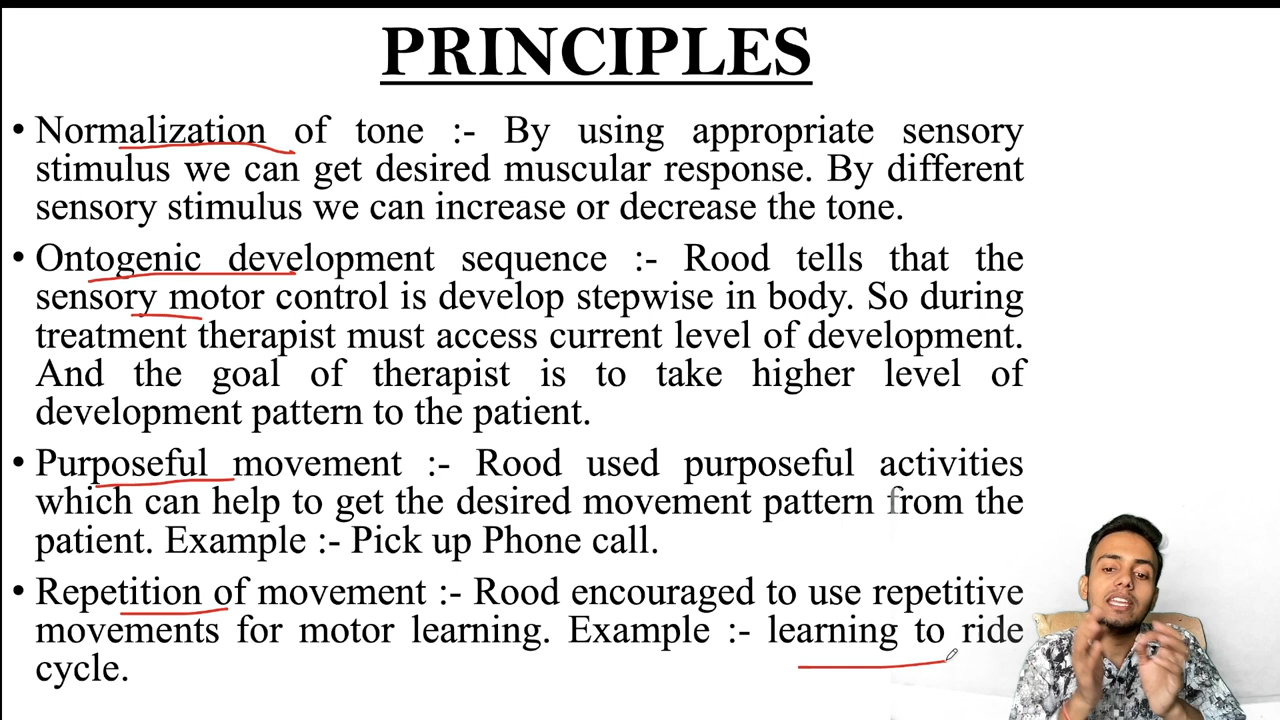 PRINCIPLES
• Normalization of tone :- By using appropriate sensory
stimulus we can get desired muscular response. By different
sensory stimulus we can increase or decrease the tone.
• Ontogenic development sequence :- Rood tells that the
sensory motor control is develop stepwise in body. So during
treatment therapist must access current level of development.
And the goal of therapist is to take higher level of
development pattern to the patient.
• Purposeful movement :- Rood used purposeful activities
which can help to get the desired movement pattern from the
patient. Example :- Pick up Phone call.
• Repetition of movement :- Rood encouraged to use repetitive
movements for motor learning. Example :- learning to ride
cycle.